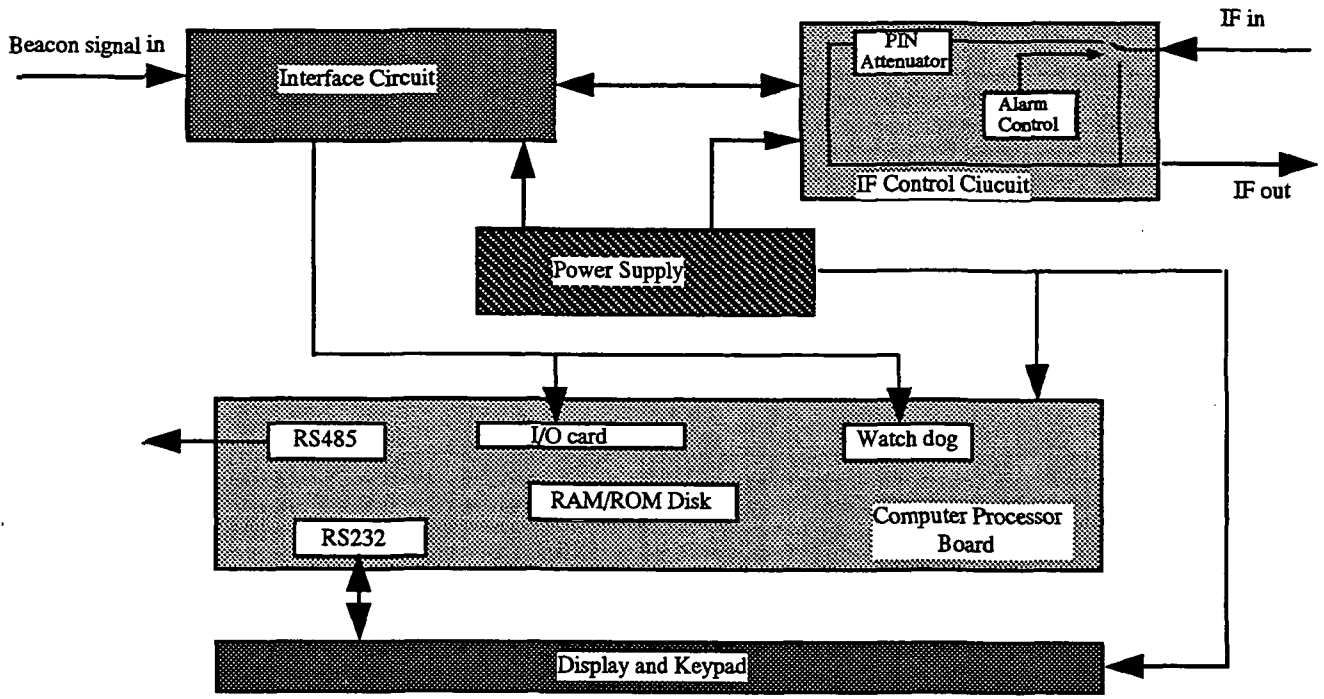 IF in
Beacon signal in
PIN
Attenuator
Interface Circuit
Alarm
Control
IF Control Ciucuit
IF out
Power Supply
RS485
I/O card
Watch dog
RAM/ROM Disk
Computer Processor
Board
RS232
Display and Keypad